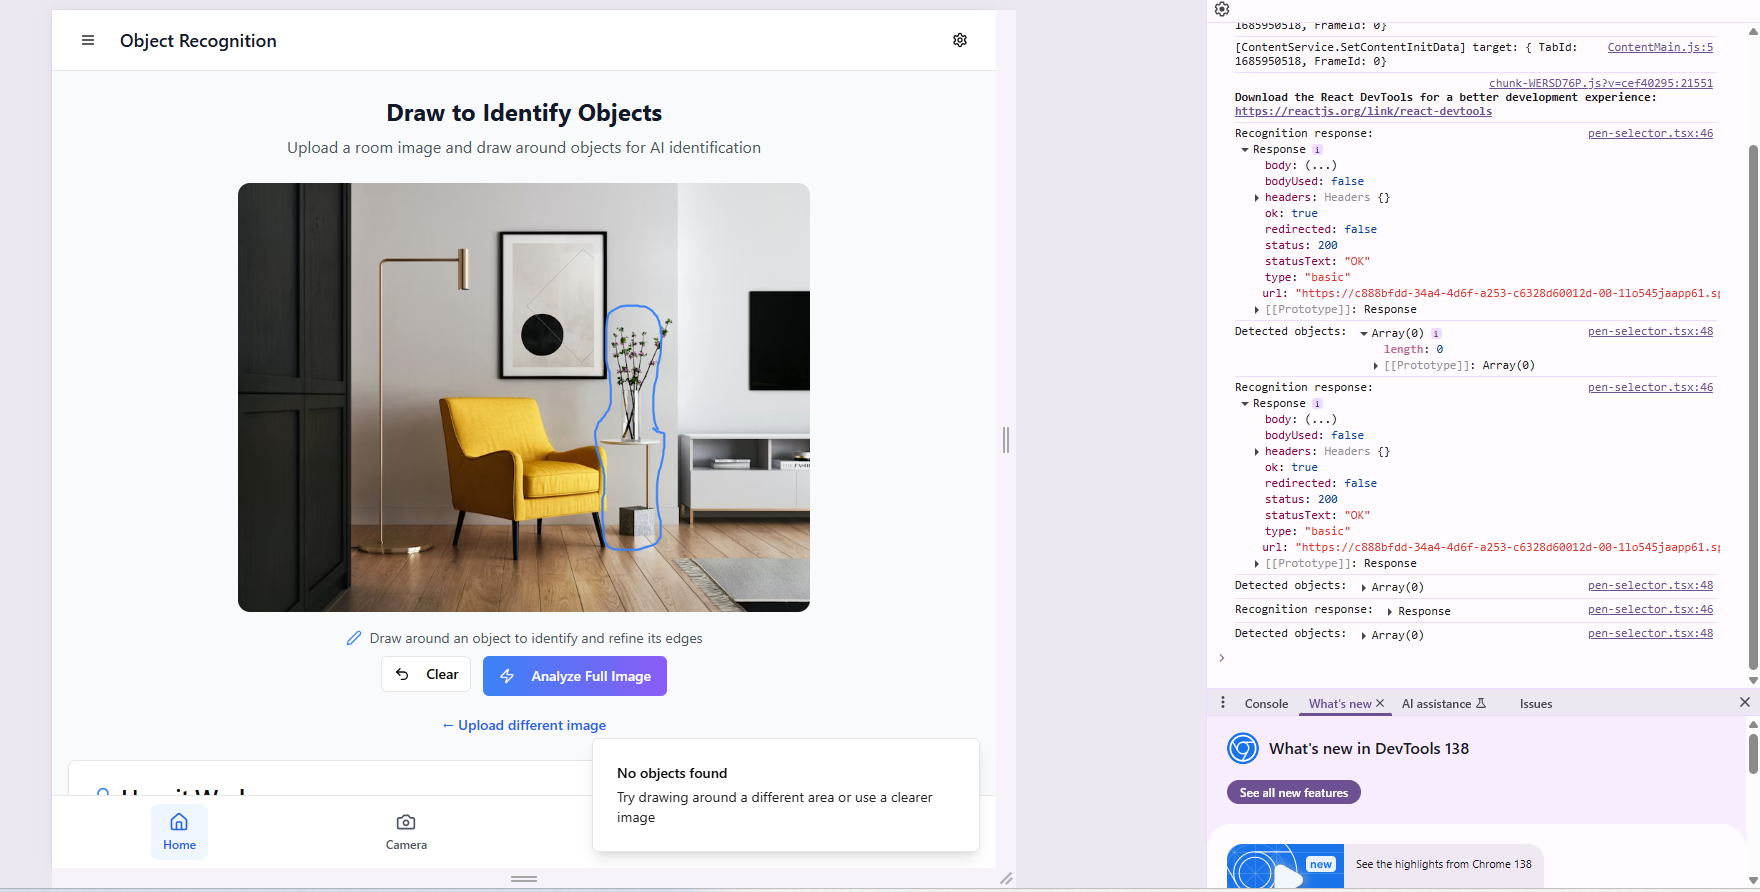 Object Recognition
Draw to Identify Objects
Upload a room image and draw around objects for AI identification
Draw around an object to identify and refine its edges
Clear
Analyze Full Image
← Upload different image
No objects found
Try drawing around a different area or use a clearer
image
Home
Camera
1685950518, FrameId: 0}
[ContentService.SetContentInitData] target: { TabId: ContentMain.js:5
1685950518, FrameId: 0}
chunk-WERSD76P.js?v=cef40295:21551
Download the React DevTools for a better development experience:
https://reactjs.org/link/react-devtools
Recognition response: pen-selector.tsx:46
Response i
body: (...)
bodyUsed: false
headers: Headers {}
ok: true
redirected: false
status: 200
statusText: "OK"
type: "basic"
url: "https://c888bfdd-34a4-4d6f-a253-c6328d60012d-00-1lo545jaapp61.sp
[[Prototype]]: Response
Detected objects: Array(0) i pen-selector.tsx:48
length: 0
[[Prototype]]: Array(0)
Recognition response: pen-selector.tsx:46
Response i
body: (...)
bodyUsed: false
headers: Headers {}
ok: true
redirected: false
status: 200
statusText: "OK"
type: "basic"
url: "https://c888bfdd-34a4-4d6f-a253-c6328d60012d-00-1lo545jaapp61.sp
[[Prototype]]: Response
Detected objects: Array(0) pen-selector.tsx:48
Recognition response: Response pen-selector.tsx:46
Detected objects: Array(0) pen-selector.tsx:48
Console What's new AI assistance Issues
What's new in DevTools 138
See all new features
new
See the highlights from Chrome 138